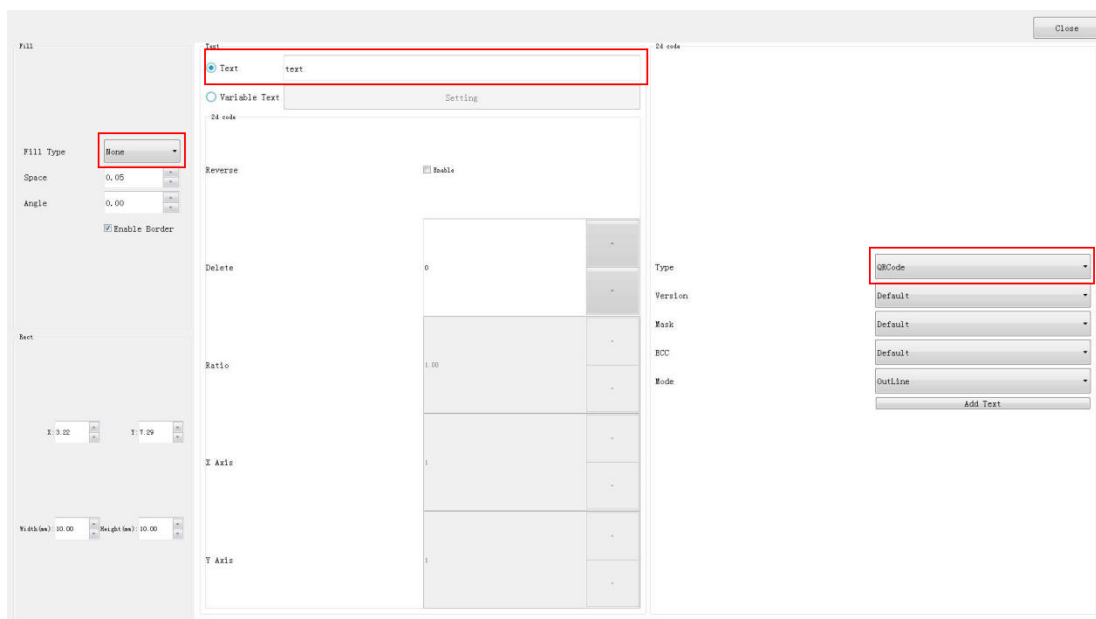 Close
Fill
Fill Type None
Space 0.05
Angle 0.00
Enable Border
Rect
X: 3.22 Y: 7.29
Width(mm): 10.00 Height(mm): 10.00
Text
Text text
Variable Text Setting
2d code
Reverse Enable
Delete 0
Ratio 1.00
X Axis 1
Y Axis 1
2d code
Type QRCode
Version Default
Mask Default
ECC Default
Mode OutLine
Add Text